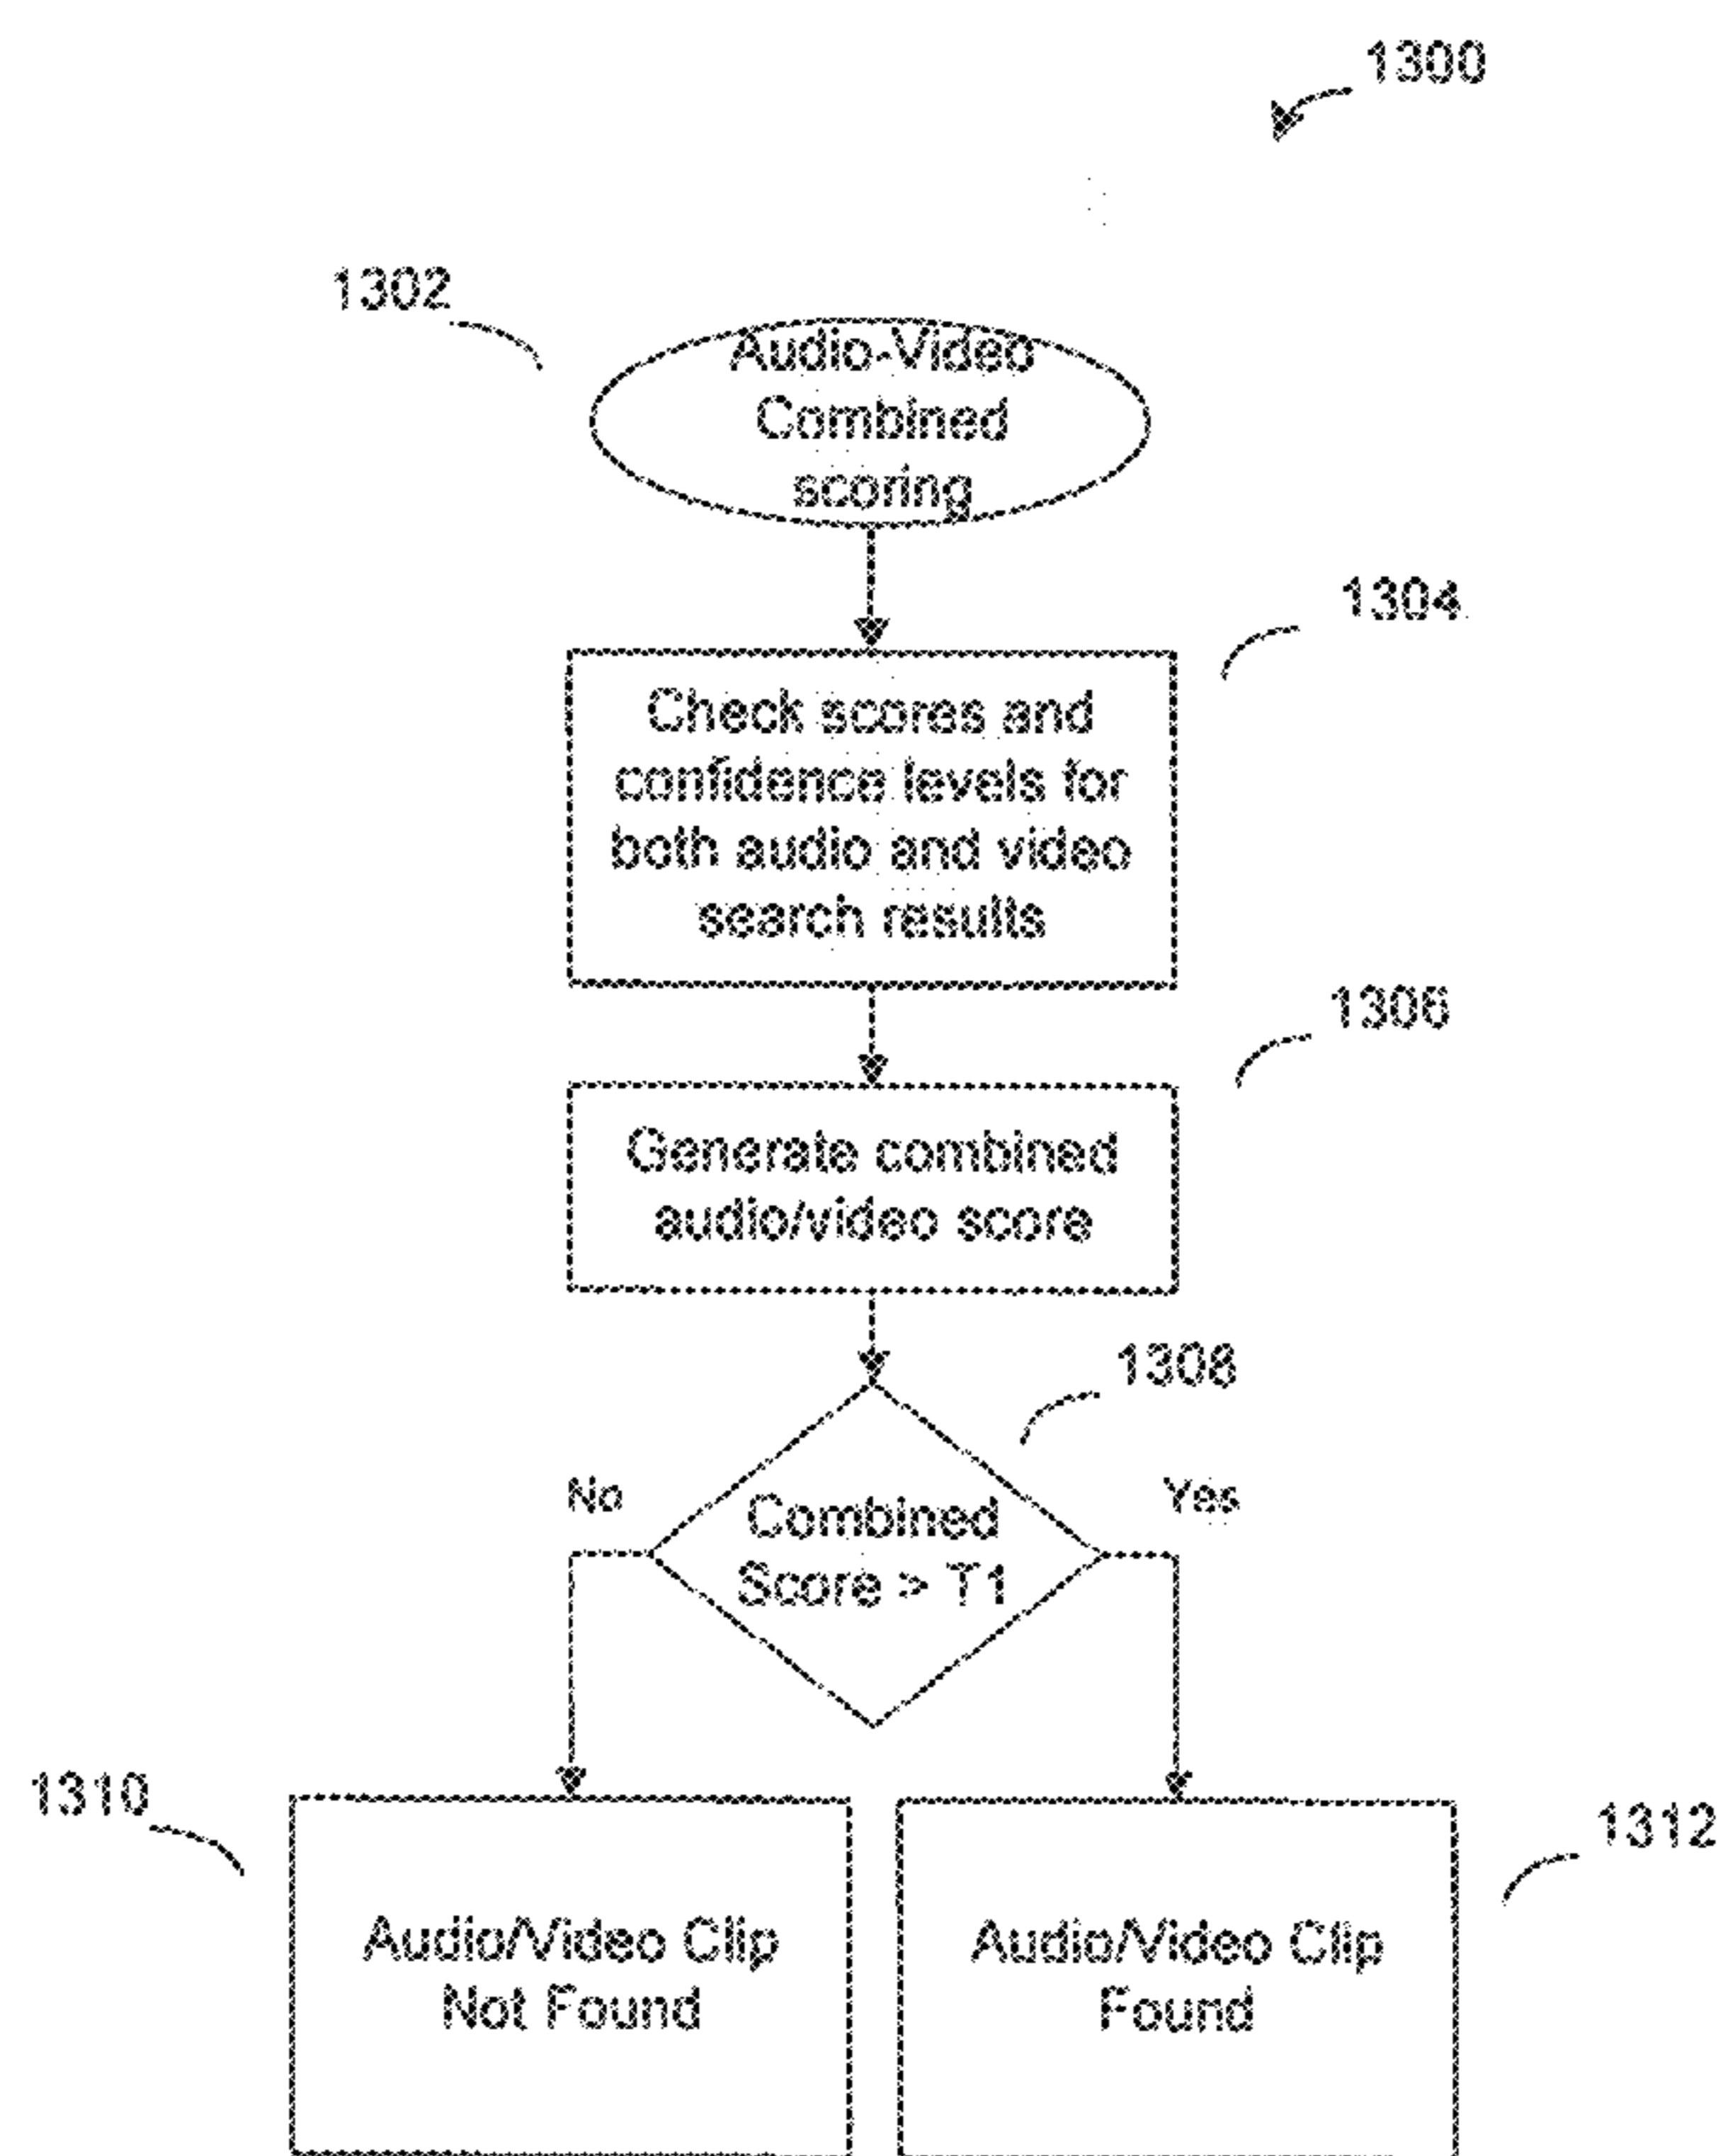 1300
1302
Audio-Video
Combined
scoring
1304
Check scores and
confidence levels for
both audio and video
search results
1306
Generate combined
audio/video score
1308
No
Yes
Combined
Score > T1
1310
1312
Audio/Video Clip
Not Found
Audio/Video Clip
Found